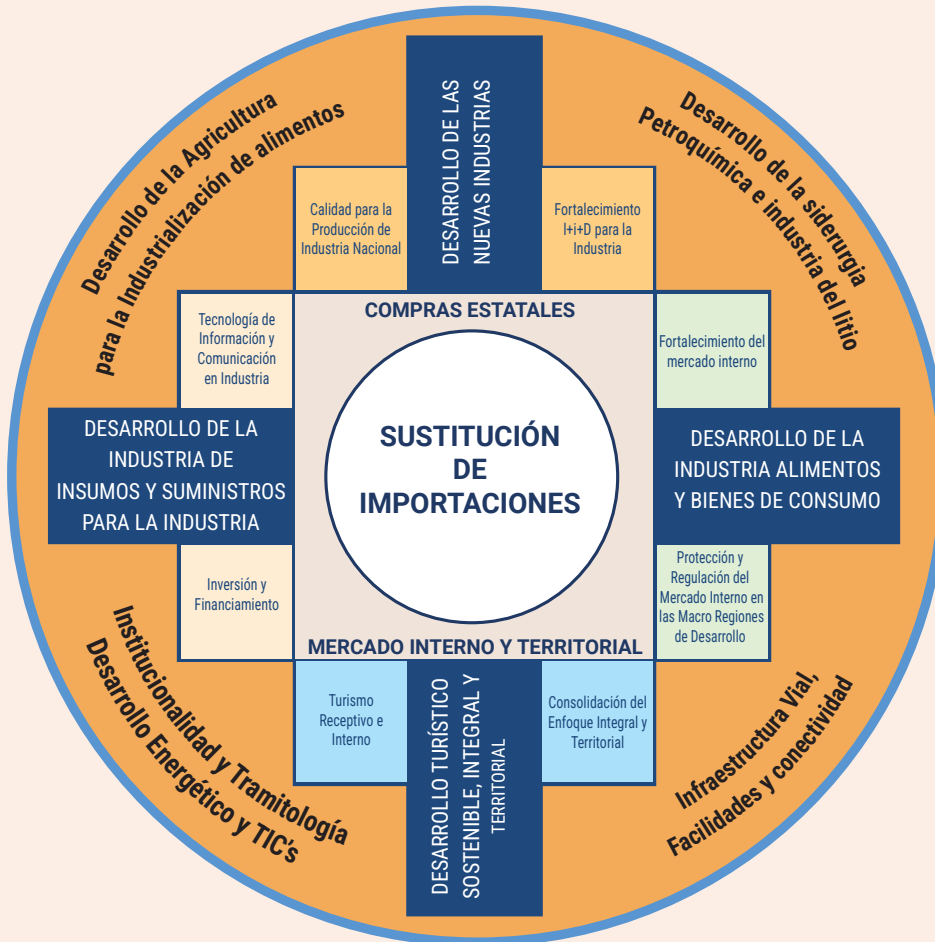 Desarrollo de la Agricultura
para la Industrialización de alimentos
DESARROLLO DE LAS
NUEVAS INDUSTRIAS
Desarrollo de la siderurgia
Petroquímica e industria del litio
Calidad para la
Producción de
Industria Nacional
Fortalecimiento
I+i+D para la
Industria
Tecnología de
Información y
Comunicación
en Industria
COMPRAS ESTATALES
Fortalecimiento del
mercado interno
DESARROLLO DE LA
INDUSTRIA DE
INSUMOS Y SUMINISTROS
PARA LA INDUSTRIA
SUSTITUCIÓN
DE
IMPORTACIONES
DESARROLLO DE LA
INDUSTRIA ALIMENTOS
Y BIENES DE CONSUMO
Inversión y
Financiamiento
Protección y
Regulación del
Mercado Interno en
las Macro Regiones
de Desarrollo
MERCADO INTERNO Y TERRITORIAL
Turismo
Receptivo e
Interno
DESARROLLO TURÍSTICO
SOSTENIBLE, INTEGRAL Y
TERRITORIAL
Consolidación del
Enfoque Integral y
Territorial
Institucionalidad y Tramitología
Desarrollo Energético y TIC's
Infraestructura Vial,
Facilidades y conectividad